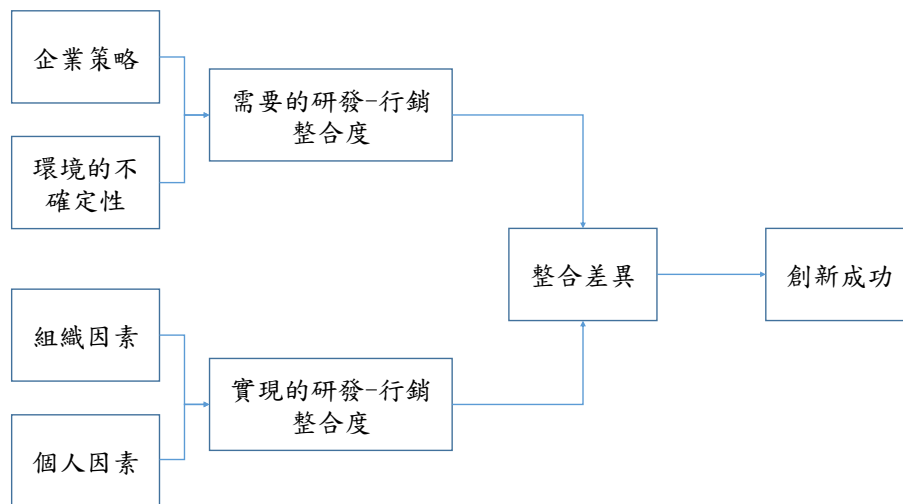 企業策略
環境的不
確定性
需要的研發-行銷
整合度
組織因素
個人因素
實現的研發-行銷
整合度
整合差異
創新成功